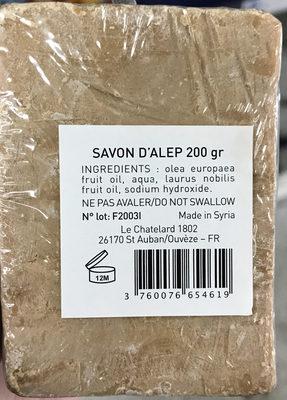 SAVON D'ALEP 200 gr
INGREDIENTS : olea europaea
fruit oil, aqua, laurus nobilis
fruit oil, sodium hydroxide.
NE PAS AVALER/DO NOT SWALLOW
N° lot: F2003I Made in Syria
Le Chatelard 1802
26170 St Auban/Ouvèze – FR
12M
3 760076 654619